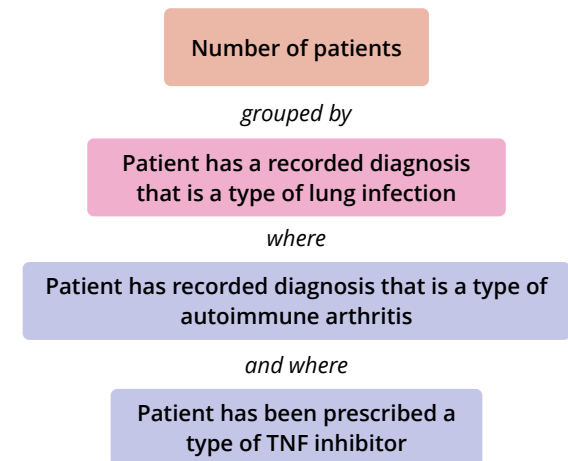 Number of patients
grouped by
Patient has a recorded diagnosis
that is a type of lung infection
where
Patient has recorded diagnosis that is a type of
autoimmune arthritis
and where
Patient has been prescribed a
type of TNF inhibitor